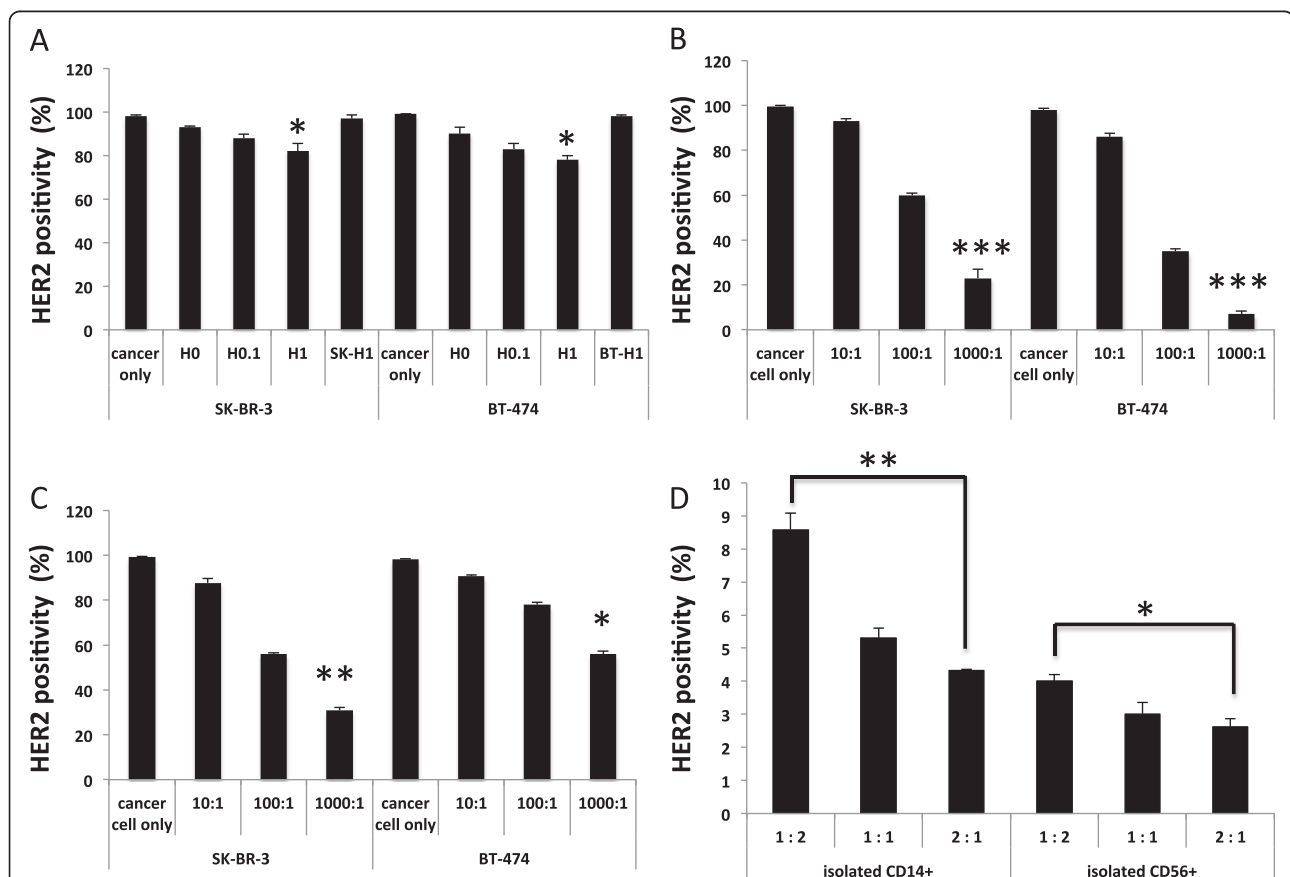 A
HER2 positivity (%)
120
100
80
60
40
20
0
*
*
cancer only H0 H0.1 H1 SK-H1 cancer only H0 H0.1 H1 BT-H1
SK-BR-3 BT-474
B
HER2 positivity (%)
120
100
80
60
40
20
0
***
***
cancer cell only 10:1 100:1 1000:1 cancer cell only 10:1 100:1 1000:1
SK-BR-3 BT-474
C
HER2 positivity (%)
120
100
80
60
40
20
0
**
*
cancer cell only 10:1 100:1 1000:1 cancer cell only 10:1 100:1 1000:1
SK-BR-3 BT-474
D
HER2 positivity (%)
10
9
8
7
6
5
4
3
2
1
0
**
*
1 : 2 1 : 1 2 : 1 1 : 2 1 : 1 2 : 1
isolated CD14+ isolated CD56+